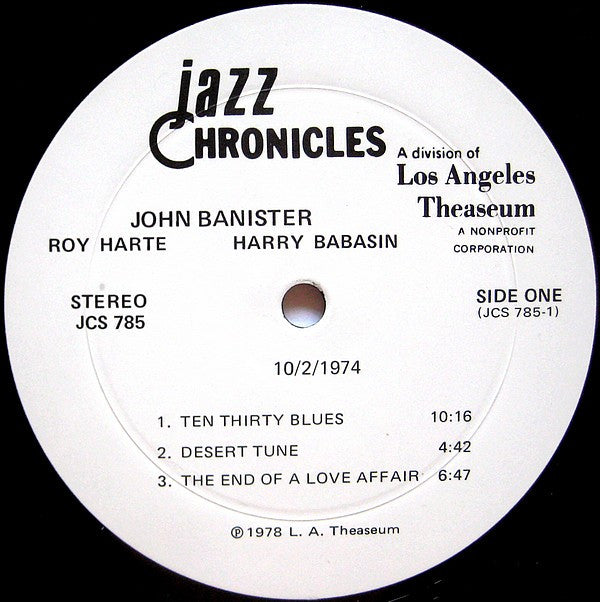 jazz
CHRONICLES
A division of
Los Angeles
Theaseum
A NONPROFIT
CORPORATION
JOHN BANISTER
ROY HARTE HARRY BABASIN
STEREO
JCS 785
SIDE ONE
(JCS 785-1)
10/2/1974
1. TEN THIRTY BLUES 10:16
2. DESERT TUNE 4:42
3. THE END OF A LOVE AFFAIR 6:47
℗ 1978 L. A. Theaseum